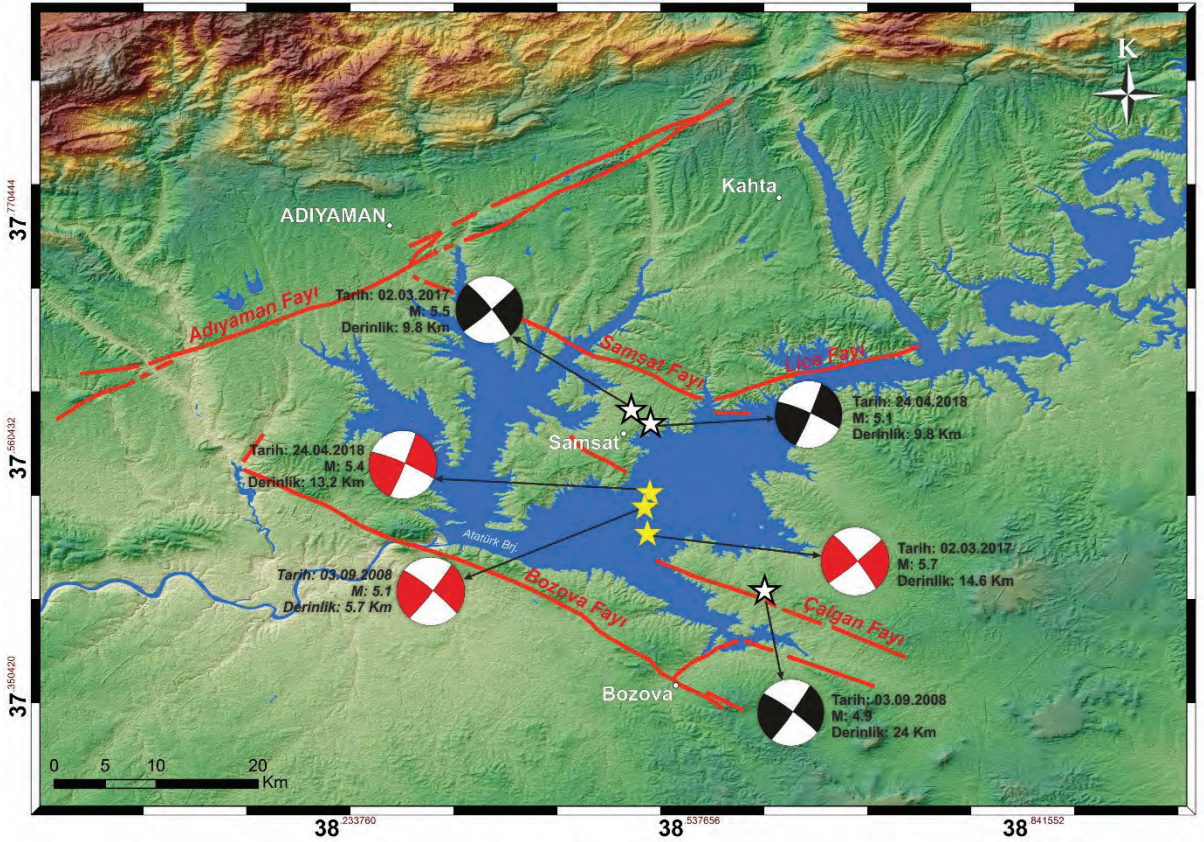 K
37.770444
Kahta
ADIYAMAN
Adıyaman Fayı
Tarih: 02.03.2017
M: 5.5
Derinlik: 9.8 Km
Samsat Fayı
Lice Fayı
Tarih: 24.04.2018
M: 5.1
Derinlik: 9.8 Km
Samsat
37.560432
Tarih: 24.04.2018
M: 5.4
Derinlik: 13.2 Km
Atatürk Brj.
Tarih: 02.03.2017
M: 5.7
Derinlik: 14.6 Km
Tarih: 03.09.2008
M: 5.1
Derinlik: 5.7 Km
Bozova Fayı
Çalgan Fayı
37.350420
Bozova
Tarih: 03.09.2008
M: 4.9
Derinlik: 24 Km
0 5 10 20
Km
38.233760 38.537656 38.841552